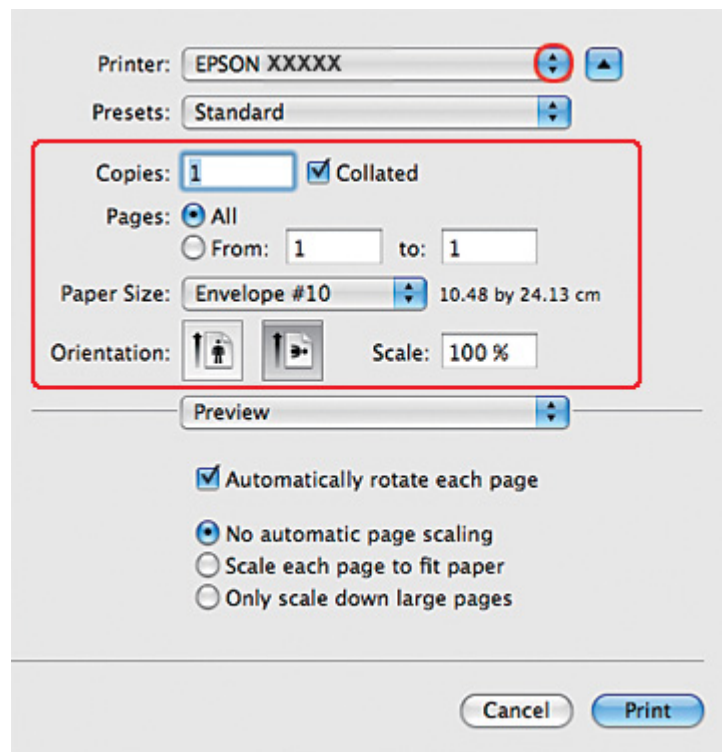 Printer: EPSON XXXXX
Presets: Standard
Copies: 1 Collated
Pages: All
From: 1 to: 1
Paper Size: Envelope #10 10.48 by 24.13 cm
Orientation: Scale: 100 %
Preview
Automatically rotate each page
No automatic page scaling
Scale each page to fit paper
Only scale down large pages
Cancel Print